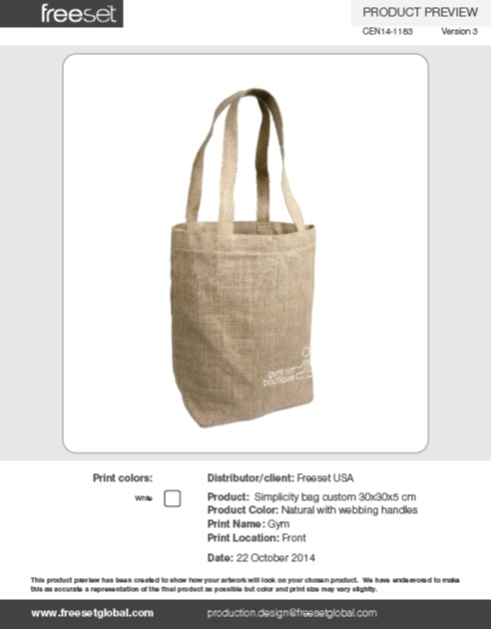 freeset
PRODUCT PREVIEW
CEN14-1183 Version 3
gym
boutique
Print colors:
White
Distributor/client: Freeset USA
Product: Simplicity bag custom 30x30x5 cm
Product Color: Natural with webbing handles
Print Name: Gym
Print Location: Front
Date: 22 October 2014
This product preview has been created to show how your artwork will look on your chosen product. We have endeavored to make
this as accurate a representation of the final product as possible but color and print size may vary slightly.
www.freesetglobal.com production.design@freesetglobal.com